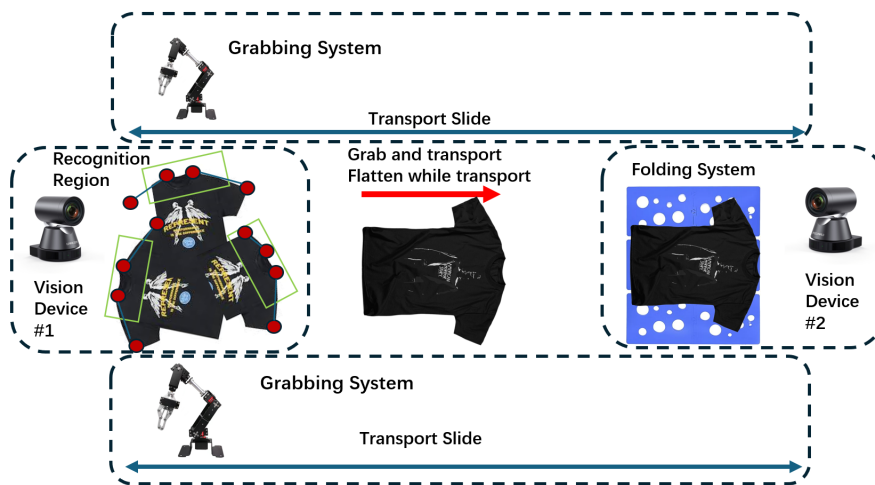 Grabbing System
Transport Slide
Recognition
Region
Grab and transport
Flatten while transport
Folding System
REPRESENT
Vision
Device
#1
Vision
Device
#2
Grabbing System
Transport Slide